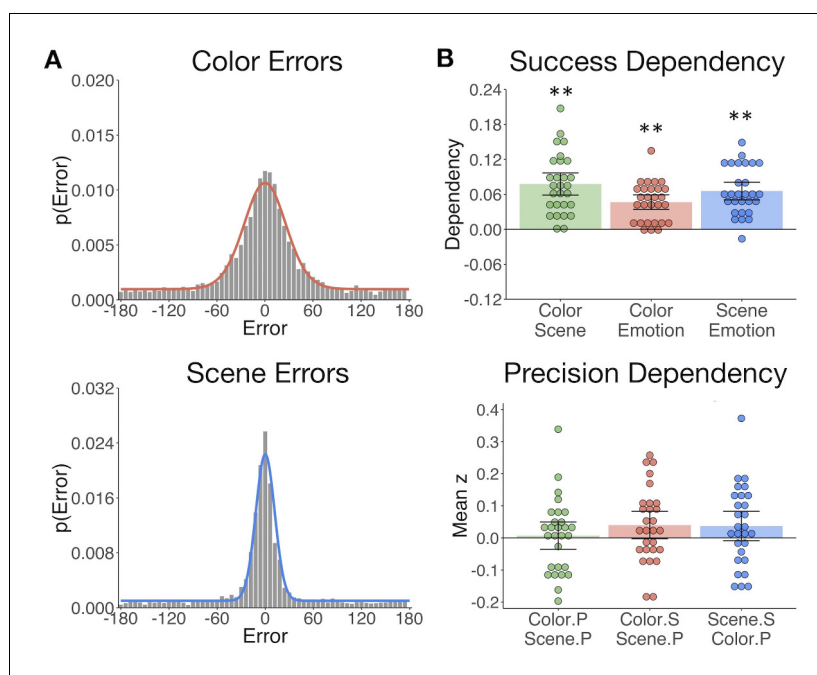 A
Color Errors
0.020
0.015
0.010
0.005
0.000
p(Error)
-180 -120 -60 0 60 120 180
Error
Scene Errors
0.032
0.024
0.016
0.008
0.000
p(Error)
-180 -120 -60 0 60 120 180
Error
B
Success Dependency
** ** **
0.24
0.18
0.12
0.06
0.00
-0.06
-0.12
Dependency
Color Color Scene
Scene Emotion Emotion
Precision Dependency
0.4
0.3
0.2
0.1
0.0
-0.1
-0.2
Mean z
Color.P Color.S Scene.S
Scene.P Scene.P Color.P